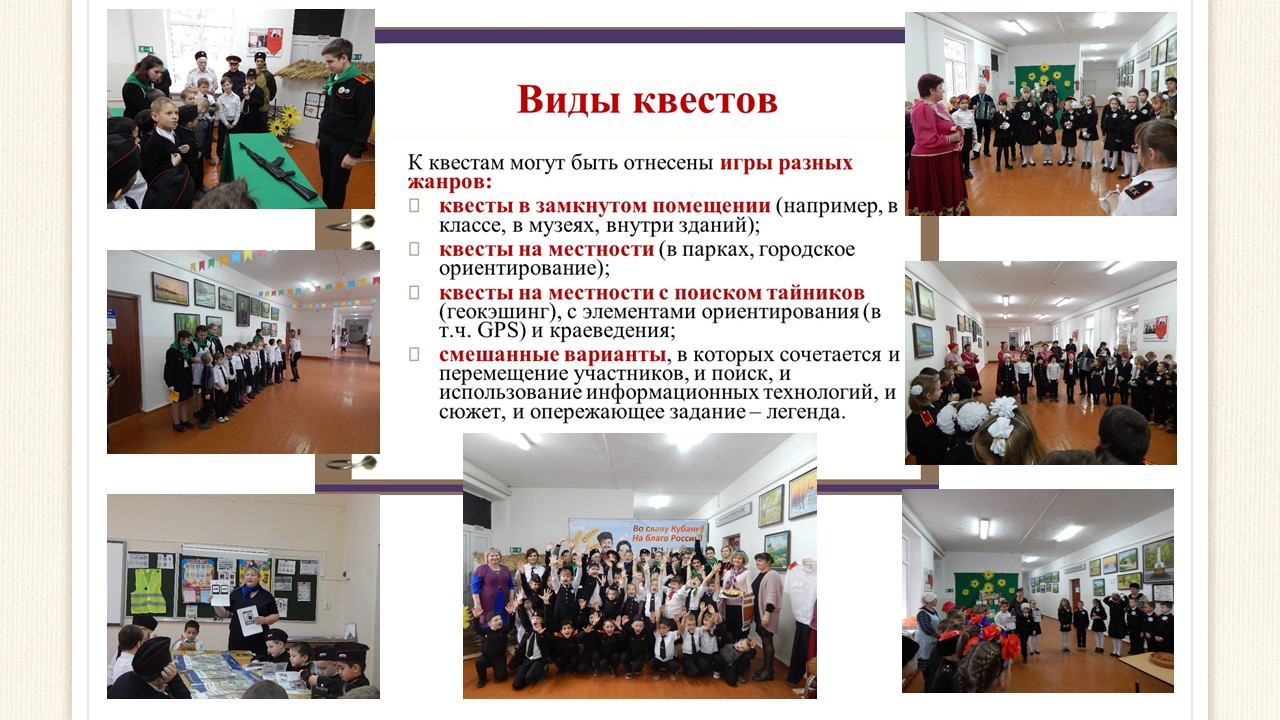 Виды квестов
К квестам могут быть отнесены игры разных
жанров:
квесты в замкнутом помещении (например, в
классе, в музеях, внутри зданий);
квесты на местности (в парках, городское
ориентирование);
квесты на местности с поиском тайников
(геокэшинг), с элементами ориентирования (в
т.ч. GPS) и краеведения;
смешанные варианты, в которых сочетается и
перемещение участников, и поиск, и
использование информационных технологий, и
сюжет, и опережающее задание – легенда.
Во славу Кубани!
На благо России!